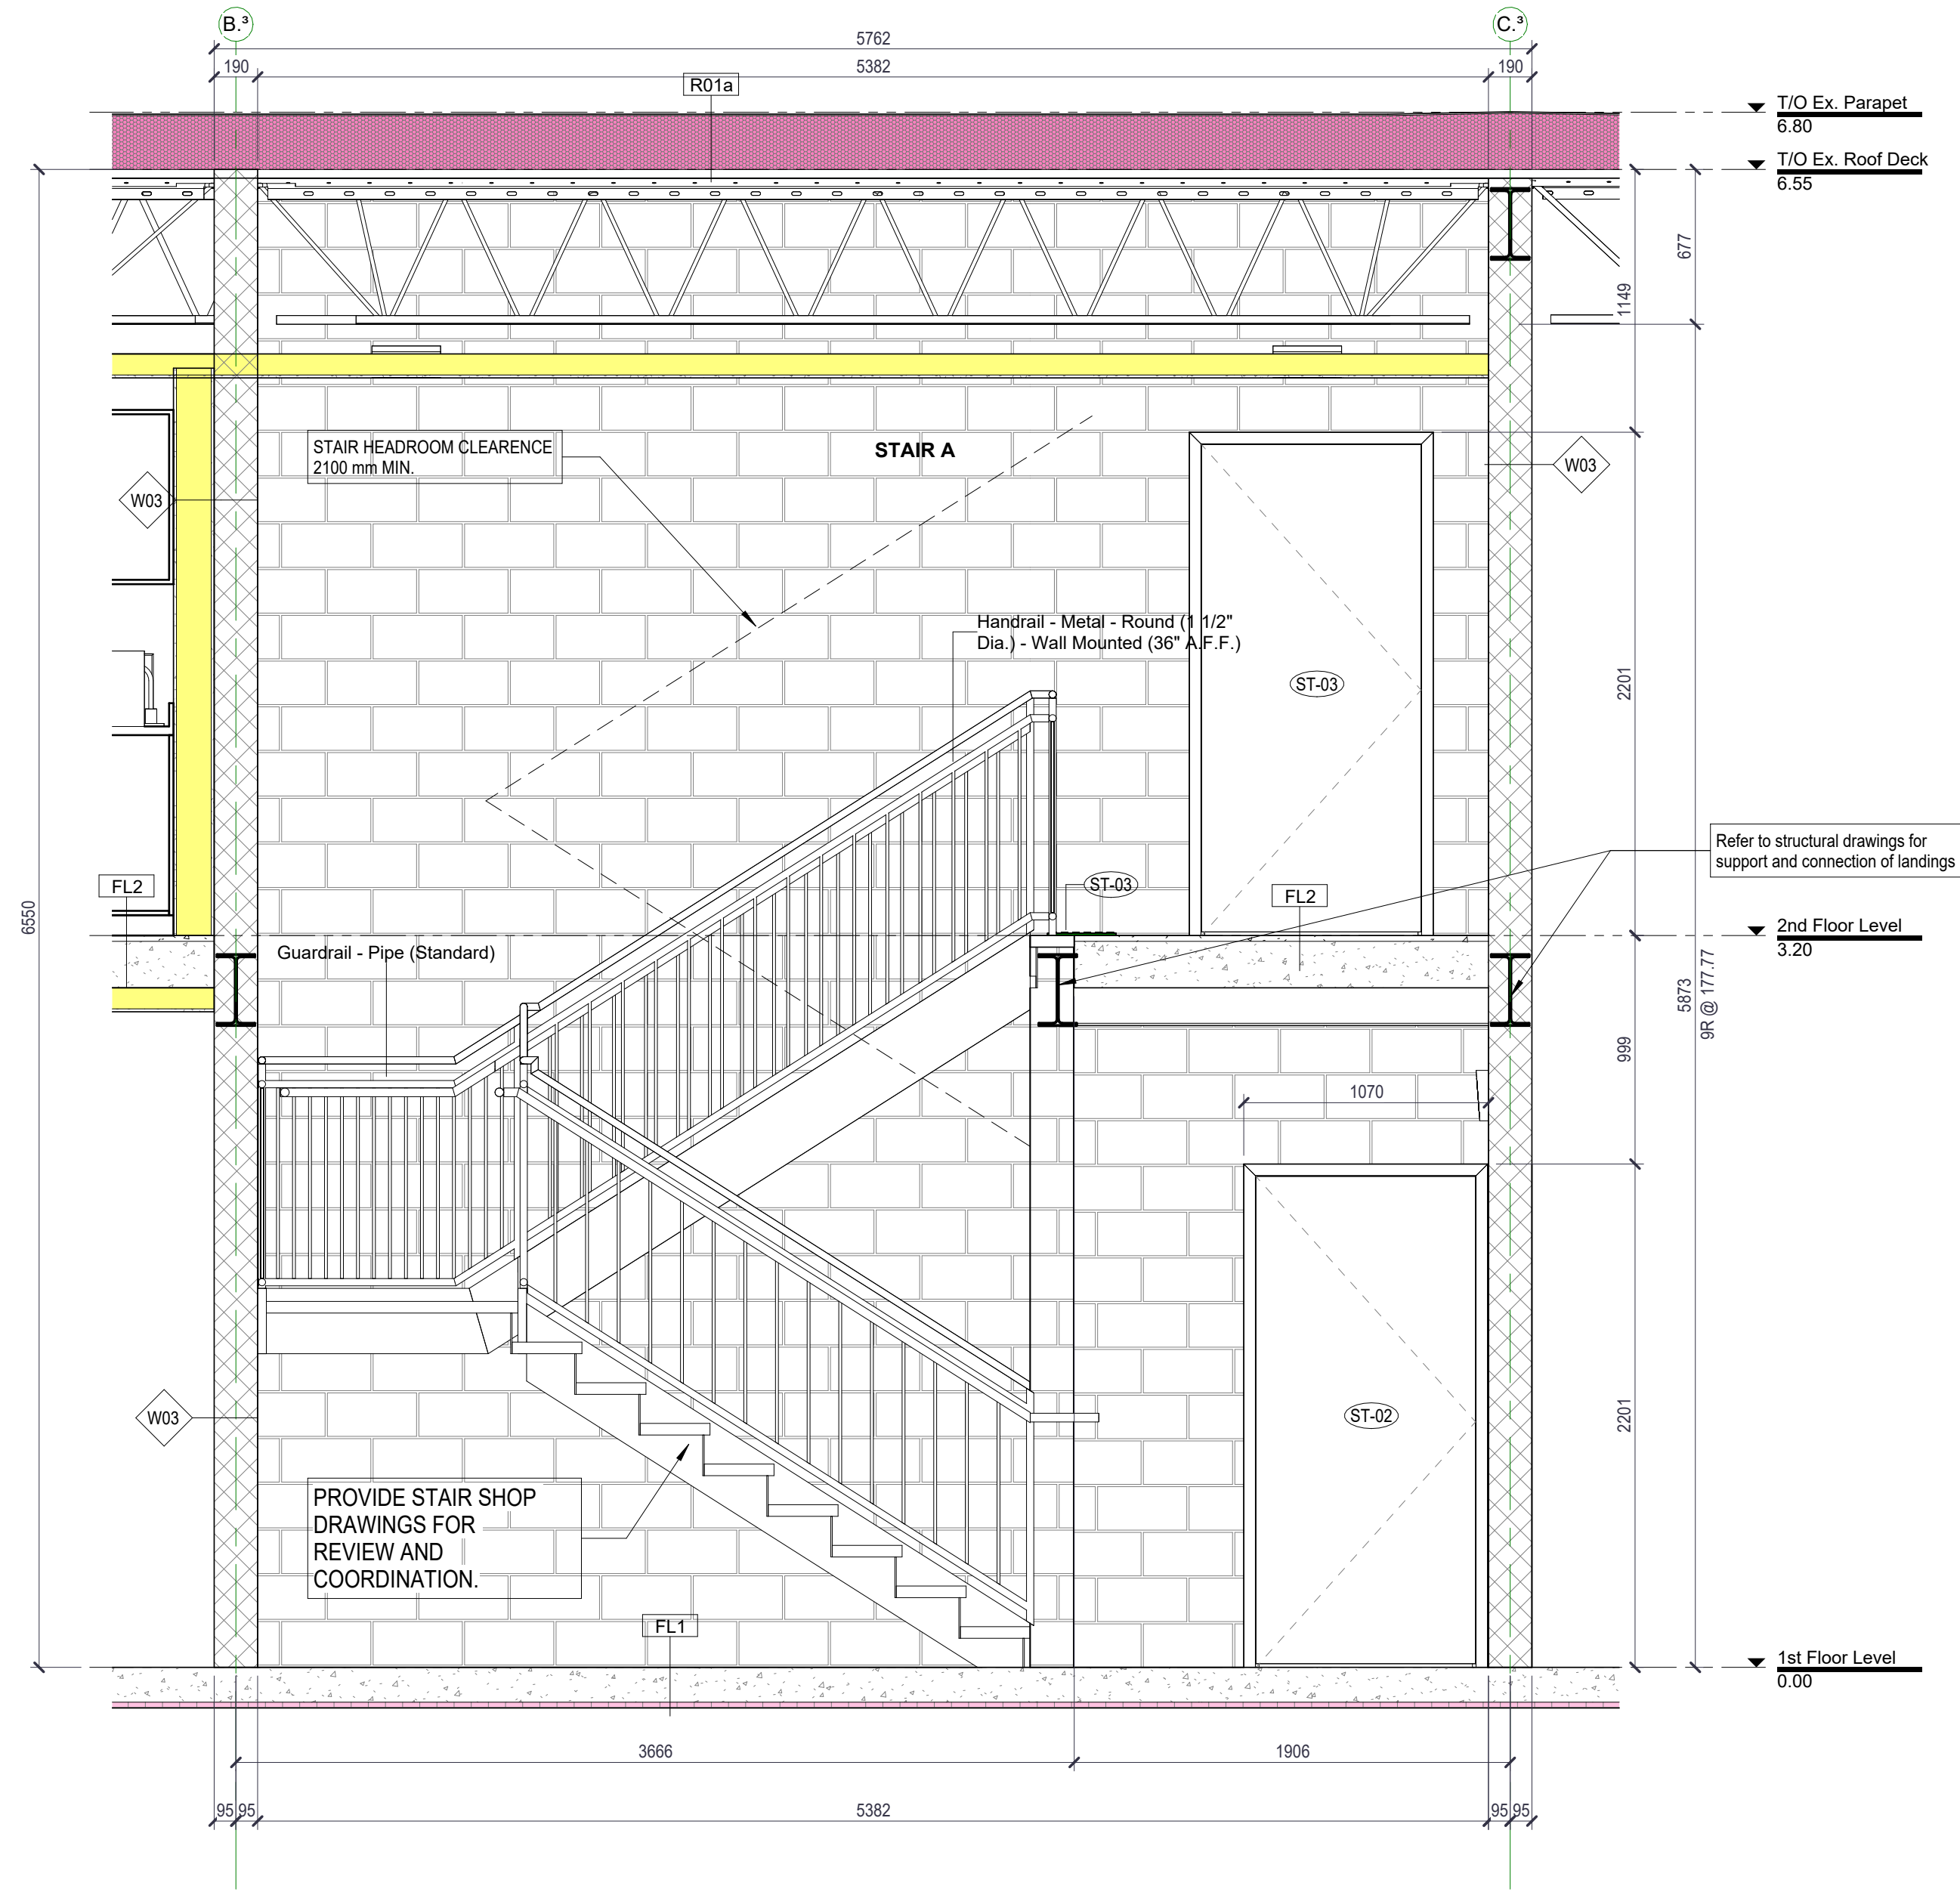 B.³
C.³
5762
190
5382
190
R01a
T/O Ex. Parapet
6.80
T/O Ex. Roof Deck
6.55
677
1149
STAIR HEADROOM CLEARENCE
2100 mm MIN.
STAIR A
W03
W03
Handrail - Metal - Round (1 1/2"
Dia.) - Wall Mounted (36" A.F.F.)
ST-03
2201
Refer to structural drawings for
support and connection of landings
FL2
ST-03
FL2
6550
2nd Floor Level
3.20
Guardrail - Pipe (Standard)
5873
9R @ 177.77
999
1070
W03
ST-02
2201
PROVIDE STAIR SHOP
DRAWINGS FOR
REVIEW AND
COORDINATION.
FL1
1st Floor Level
0.00
3666
1906
95
95
5382
95
95